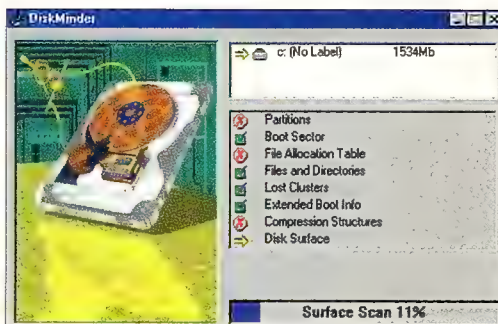 DiskMinder
c: (No Label) 1534Mb
Partitions
Boot Sector
File Allocation Table
Files and Directories
Lost Clusters
Extended Boot Info
Compression Structures
Disk Surface
Surface Scan 11%